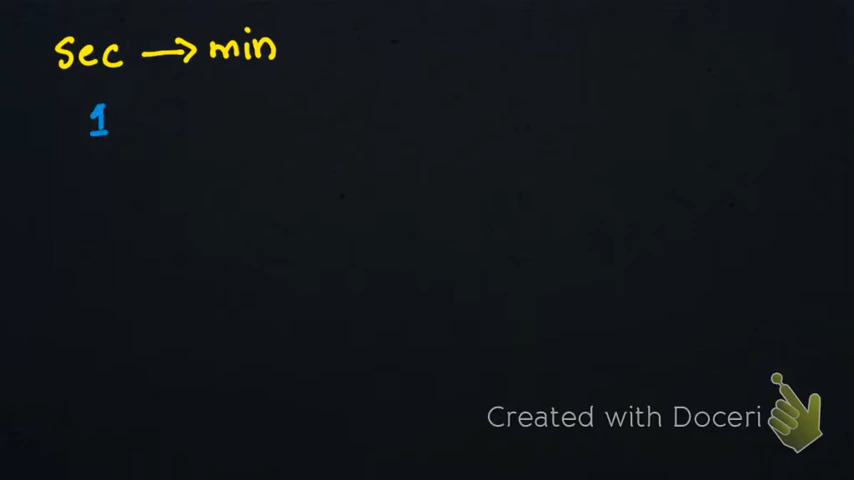 sec → min
1
Created with Doceri